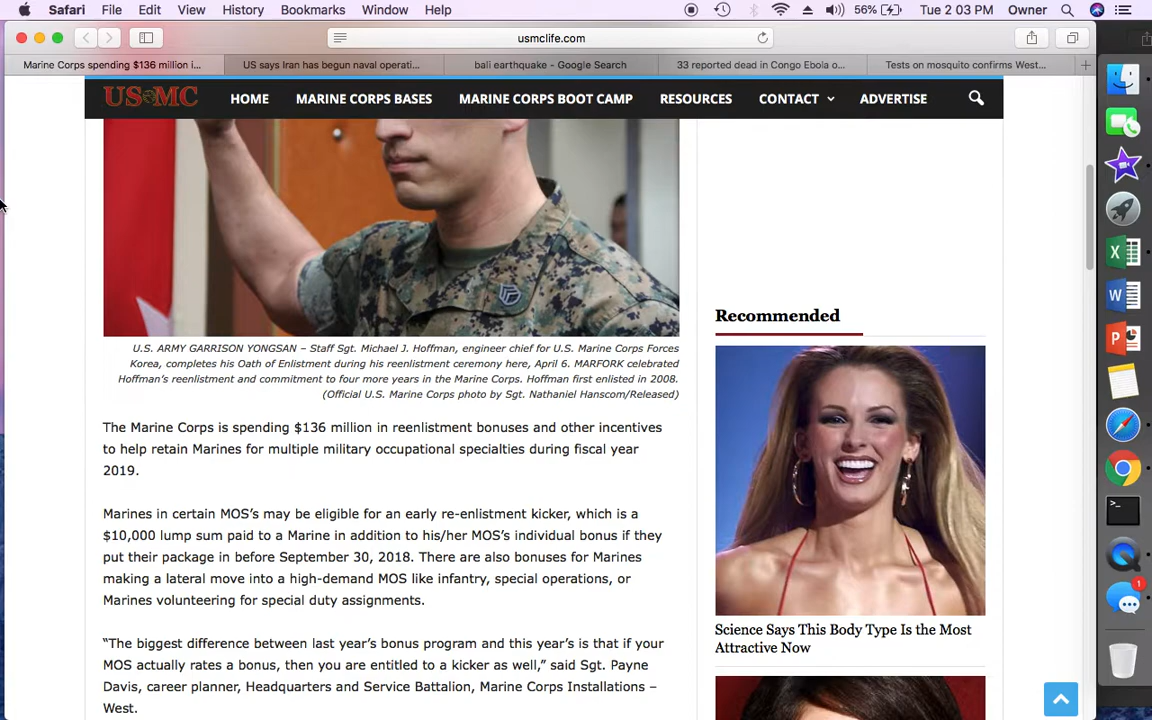 Safari File Edit View History Bookmarks Window Help 56% Tue 2 03 PM Owner
usmclife.com
Marine Corps spending $136 million i... US says Iran has begun naval operati... bali earthquake - Google Search 33 reported dead in Congo Ebola o... Tests on mosquito confirms West... +
US MC HOME MARINE CORPS BASES MARINE CORPS BOOT CAMP RESOURCES CONTACT ADVERTISE
U.S. ARMY GARRISON YONGSAN – Staff Sgt. Michael J. Hoffman, engineer chief for U.S. Marine Corps Forces
Korea, completes his Oath of Enlistment during his reenlistment ceremony here, April 6. MARFORK celebrated
Hoffman's reenlistment and commitment to four more years in the Marine Corps. Hoffman first enlisted in 2008.
(Official U.S. Marine Corps photo by Sgt. Nathaniel Hanscom/Released)
The Marine Corps is spending $136 million in reenlistment bonuses and other incentives
to help retain Marines for multiple military occupational specialties during fiscal year
2019.
Marines in certain MOS's may be eligible for an early re-enlistment kicker, which is a
$10,000 lump sum paid to a Marine in addition to his/her MOS's individual bonus if they
put their package in before September 30, 2018. There are also bonuses for Marines
making a lateral move into a high-demand MOS like infantry, special operations, or
Marines volunteering for special duty assignments.
“The biggest difference between last year's bonus program and this year's is that if your
MOS actually rates a bonus, then you are entitled to a kicker as well,” said Sgt. Payne
Davis, career planner, Headquarters and Service Battalion, Marine Corps Installations –
West.
Recommended
Science Says This Body Type Is the Most
Attractive Now
1